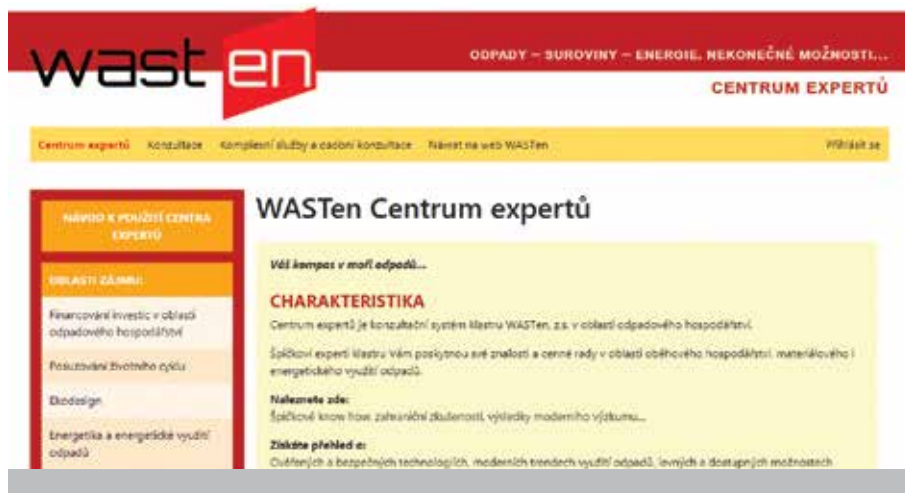 wasten
ODPADY – SUROVINY – ENERGIE, NEKONEČNÉ MOŽNOSTI...
CENTRUM EXPERTŮ
Centrum expertů Konzultace Komplexní služby a osobní konzultace Návrat na web WASTen Přihlásit se
NÁVOD K POUŽITÍ CENTRA
EXPERTŮ
OBLASTI ZÁJMU:
Financování investic v oblasti
odpadového hospodářství
Posuzování životního cyklu
Ekodesign
Energetika a energetické využití
odpadů
WASTen Centrum expertů
Váš kompas v moři odpadů...
CHARAKTERISTIKA
Centrum expertů je konzultační systém klastru WASTen, z.s. v oblasti odpadového hospodářství.
Špičkoví experti klastru Vám poskytnou své znalosti a cenné rady v oblasti oběhového hospodářství, materiálového i
energetického využití odpadů.
Naleznete zde:
Špičkové know how, zahraniční zkušenosti, výsledky moderního výzkumu...
Získáte přehled o:
Ověřených a bezpečných technologiích, moderních trendech využití odpadů, levných a dostupných možnostech